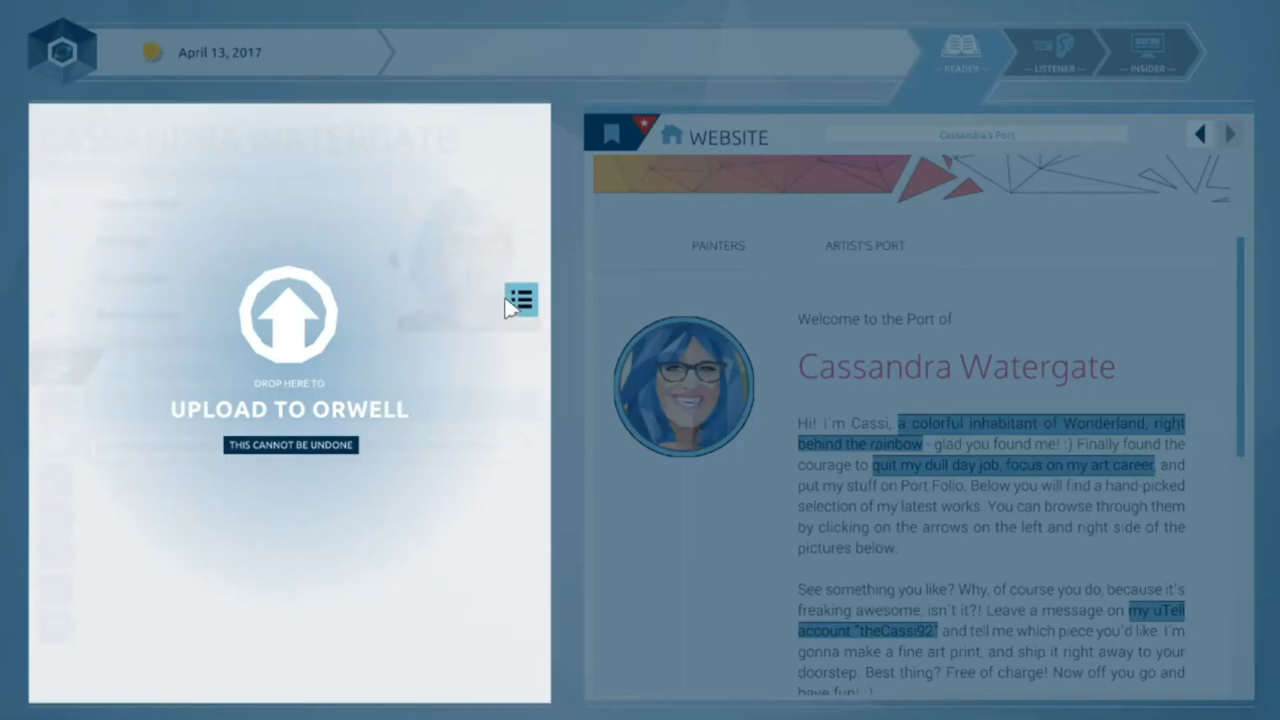 April 13, 2017
READER
LISTENER
INSIDER
CASSANDRA WATERGATE
DROP HERE TO
UPLOAD TO ORWELL
THIS CANNOT BE UNDONE
WEBSITE
Cassandra's Port
PAINTERS
ARTIST'S PORT
Welcome to the Port of
Cassandra Watergate
Hi! I'm Cassi, a colorful inhabitant of Wonderland, right
behind the rainbow - glad you found me! :) Finally found the
courage to quit my dull day job, focus on my art career, and
put my stuff on Port Folio. Below you will find a hand-picked
selection of my latest works. You can browse through them
by clicking on the arrows on the left and right side of the
pictures below.
See something you like? Why, of course you do, because it's
freaking awesome, isn't it?! Leave a message on my uTell
account "theCassi92" and tell me which piece you'd like. I'm
gonna make a fine art print, and ship it right away to your
doorstep. Best thing? Free of charge! Now off you go and
have fun! :)